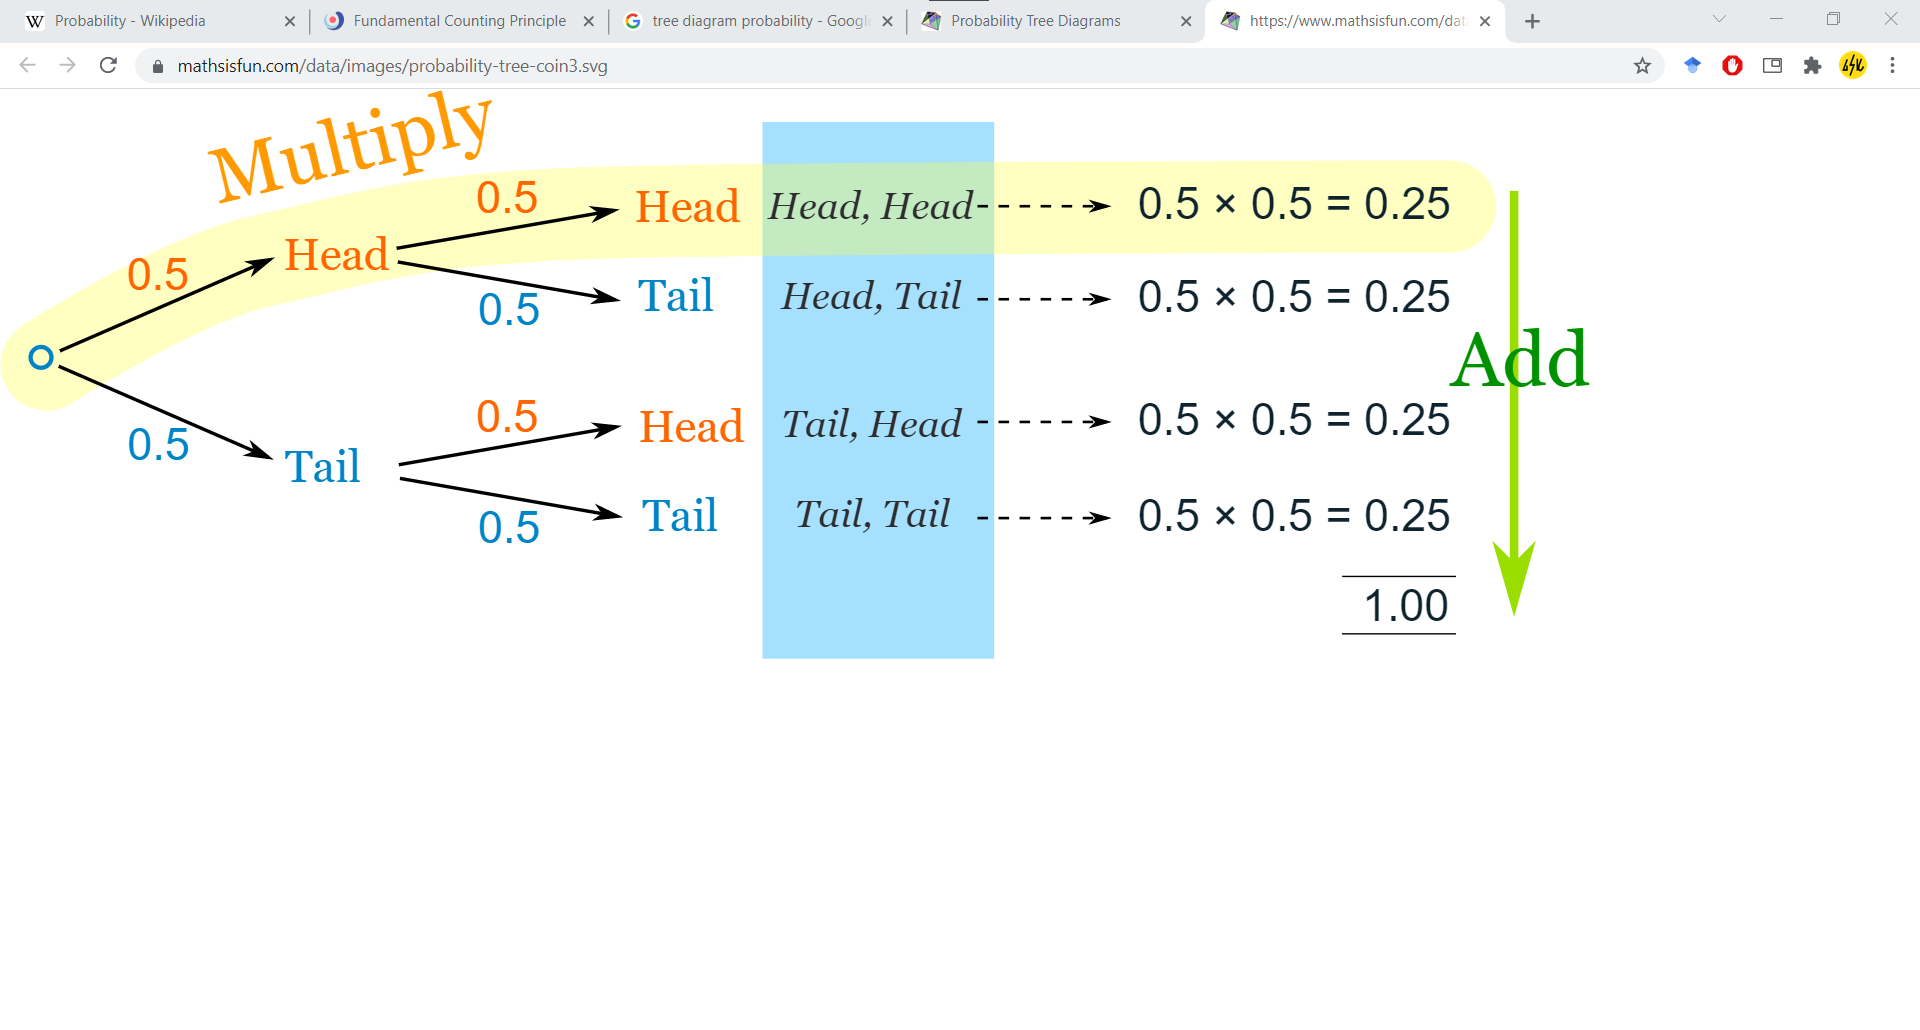 Probability - Wikipedia
Fundamental Counting Principle
tree diagram probability - Googl
Probability Tree Diagrams
https://www.mathsisfun.com/dat
mathsisfun.com/data/images/probability-tree-coin3.svg
Multiply
0.5 Head Head, Head 0.5 × 0.5 = 0.25
0.5 Head
0.5 Tail Head, Tail 0.5 × 0.5 = 0.25
Add
0.5 Head Tail, Head 0.5 × 0.5 = 0.25
0.5 Tail
0.5 Tail Tail, Tail 0.5 × 0.5 = 0.25
1.00